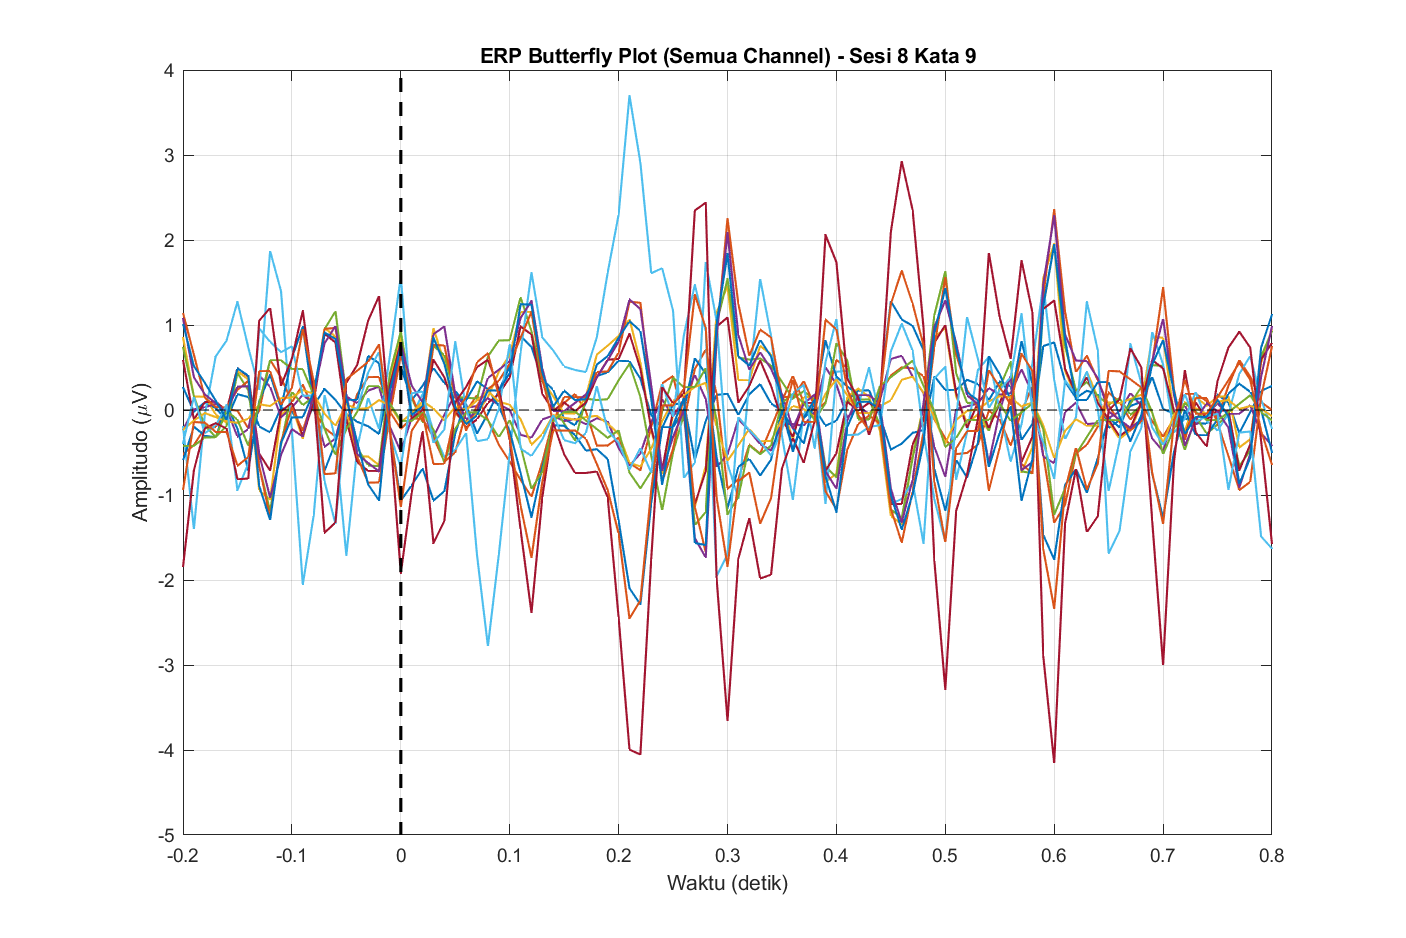 ERP Butterfly Plot (Semua Channel) - Sesi 8 Kata 9
Amplitudo (μV)
4
3
2
1
0
-1
-2
-3
-4
-5
-0.2 -0.1 0 0.1 0.2 0.3 0.4 0.5 0.6 0.7 0.8
Waktu (detik)